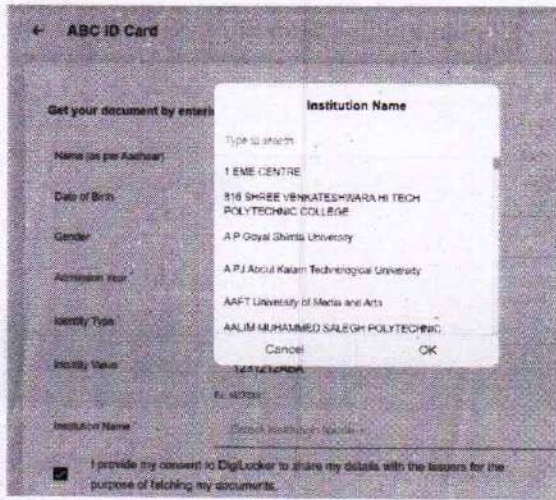 ← ABC ID Card
Get your document by enterin
Institution Name
Type to search
1 EME CENTRE
816 SHREE VENKATESHWARA HI TECH
POLYTECHNIC COLLEGE
A P Goyal Shimla University
A.P.J Abdul Kalam Technological University
AAFT University of Media and Arts
AALIM MUHAMMED SALEGH POLYTECHNIC
Cancel
OK
Name (as per Aadhaar)
Date of Birth
Gender
Admission Year
Identity Type
Identity Value
Institution Name
Select Institution Name
I provide my consent to DigiLocker to share my details with the Issuers for the
purpose of fetching my documents.